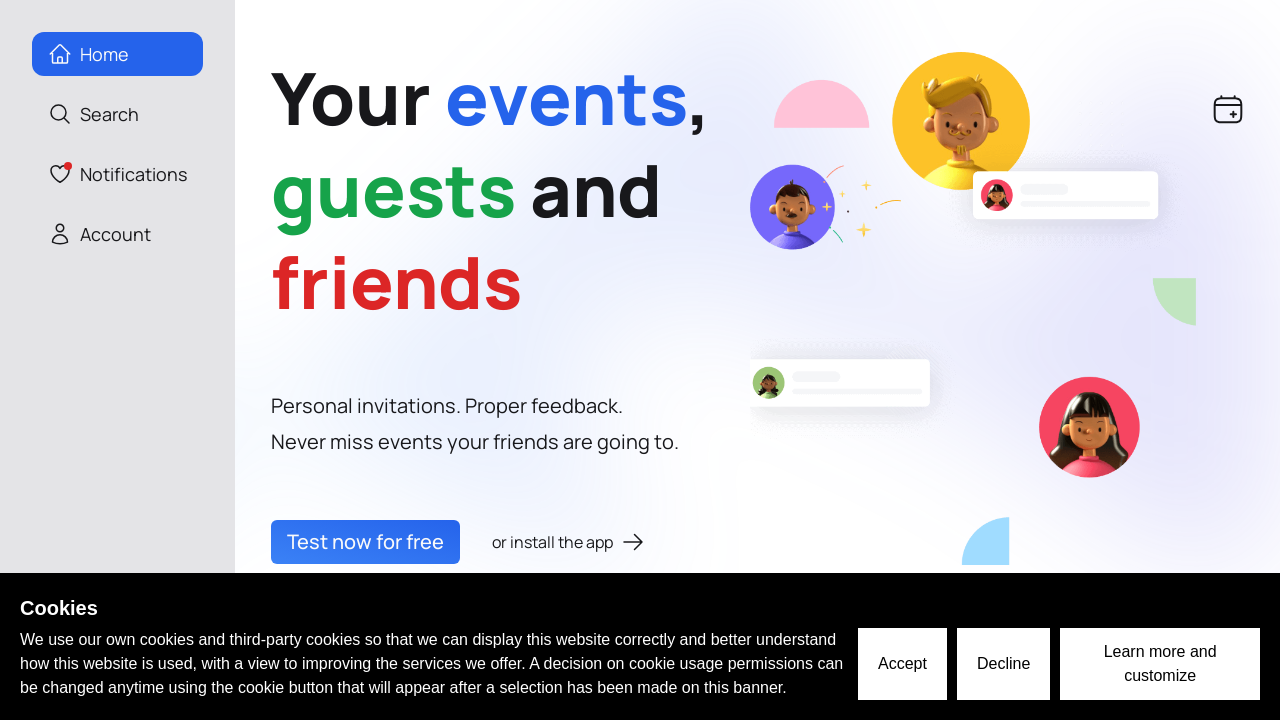 Home
Search
Notifications
Account
Your events,
guests and
friends
Personal invitations. Proper feedback.
Never miss events your friends are going to.
Test now for free
or install the app
Cookies
We use our own cookies and third-party cookies so that we can display this website correctly and better understand
how this website is used, with a view to improving the services we offer. A decision on cookie usage permissions can
be changed anytime using the cookie button that will appear after a selection has been made on this banner.
Accept
Decline
Learn more and
customize